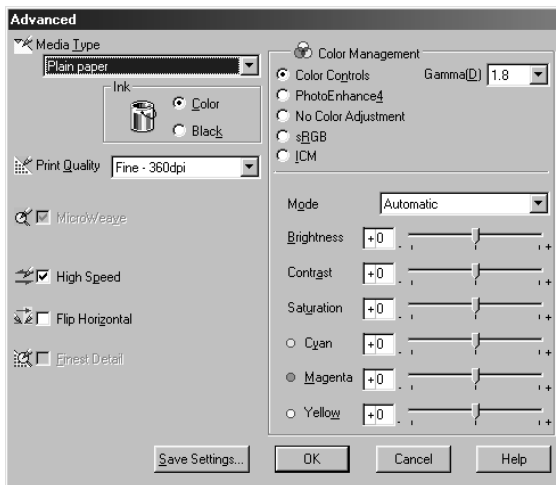 Advanced
Media Type
Plain paper
Ink
Color
Black
Print Quality Fine - 360dpi
MicroWeave
High Speed
Flip Horizontal
Finest Detail
Color Management
Color Controls Gamma(D) 1.8
PhotoEnhance4
No Color Adjustment
sRGB
ICM
Mode Automatic
Brightness +0 - +
Contrast +0 - +
Saturation +0 - +
Cyan +0 - +
Magenta +0 - +
Yellow +0 - +
Save Settings... OK Cancel Help